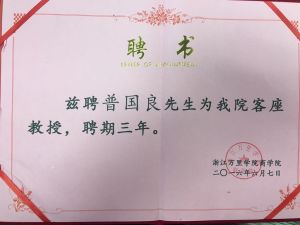 聘书
兹聘普国良先生为我院客座
教授，聘期三年。
浙江万里学院商学院
二〇一六年六月七日